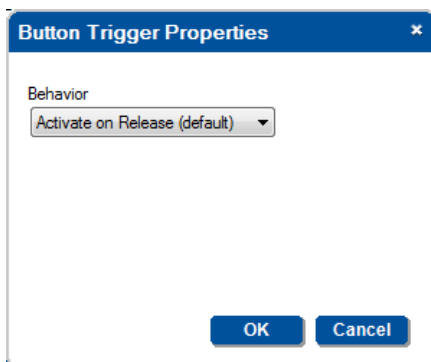 Button Trigger Properties
Behavior
Activate on Release (default)
OK Cancel